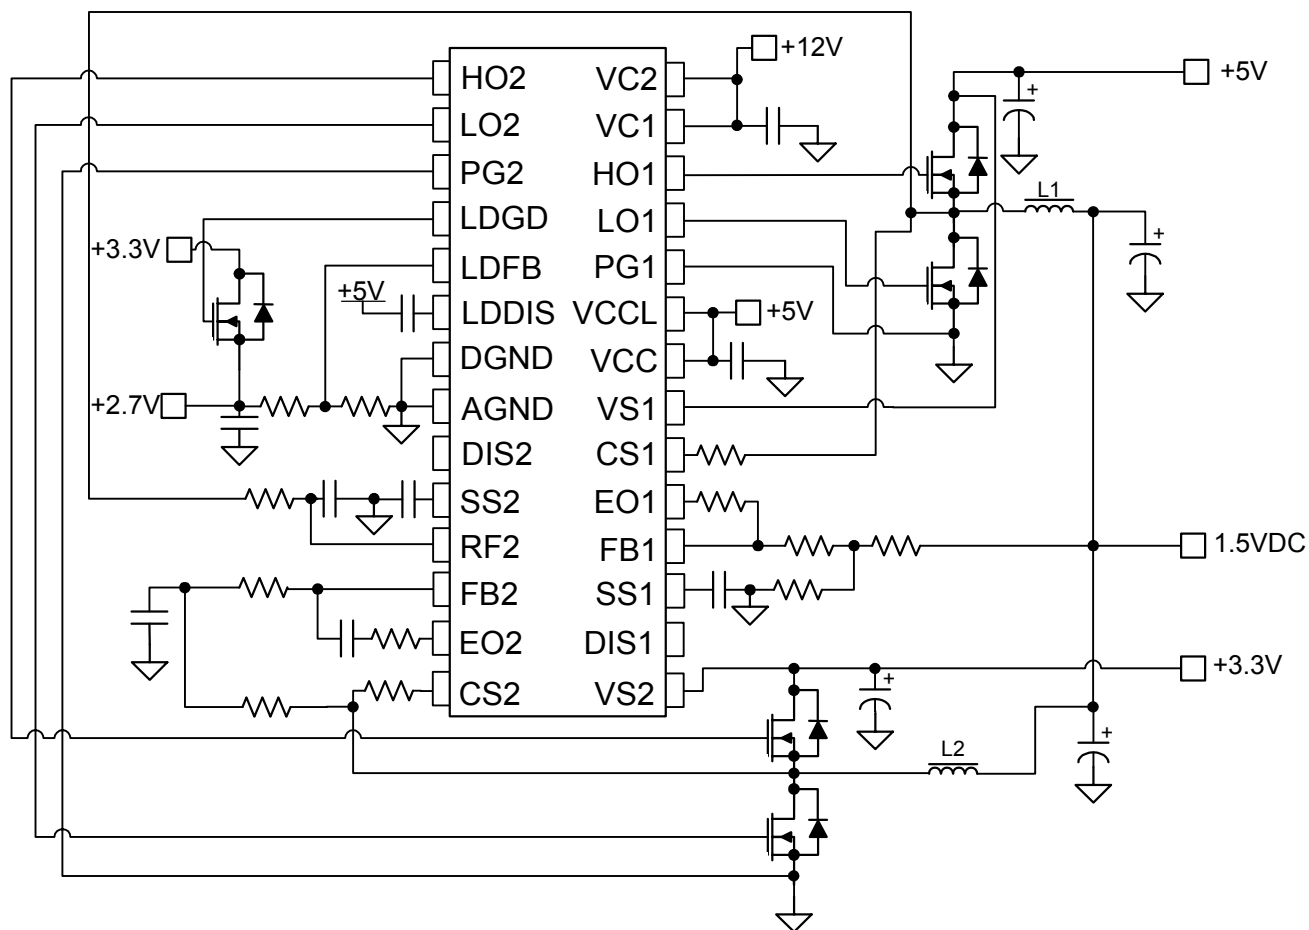 HO2
LO2
PG2
LDGD
LDFB
LDDIS
DGND
AGND
DIS2
SS2
RF2
FB2
EO2
CS2
VC2
VC1
HO1
LO1
PG1
VCCL
VCC
VS1
CS1
EO1
FB1
SS1
DIS1
VS2
+12V
+5V
+
L1
+
+3.3V
+5V
+5V
+2.7V
1.5VDC
+3.3V
+
L2
+